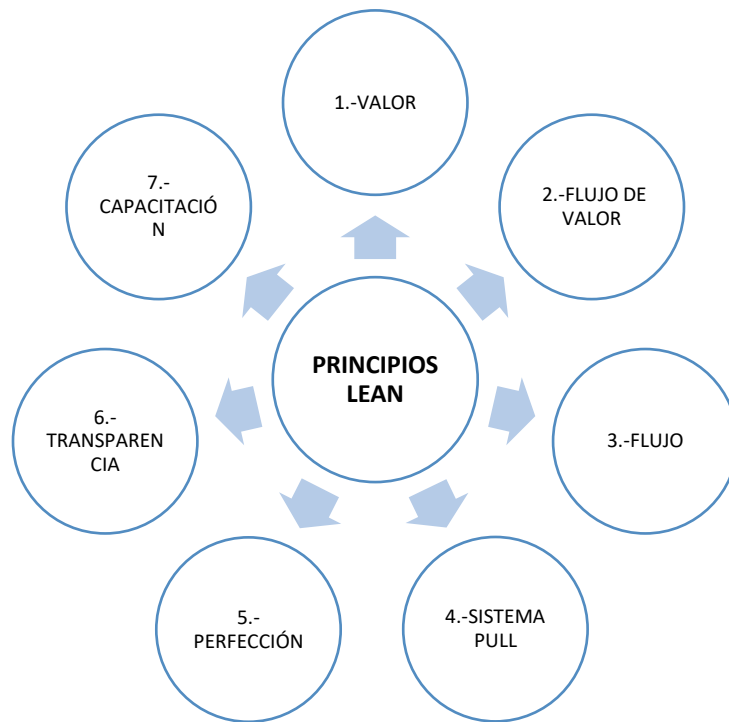 1.-VALOR
2.-FLUJO DE
VALOR
3.-FLUJO
4.-SISTEMA
PULL
5.-
PERFECCIÓN
6.-
TRANSPAREN
CIA
7.-
CAPACITACIÓ
N
PRINCIPIOS
LEAN